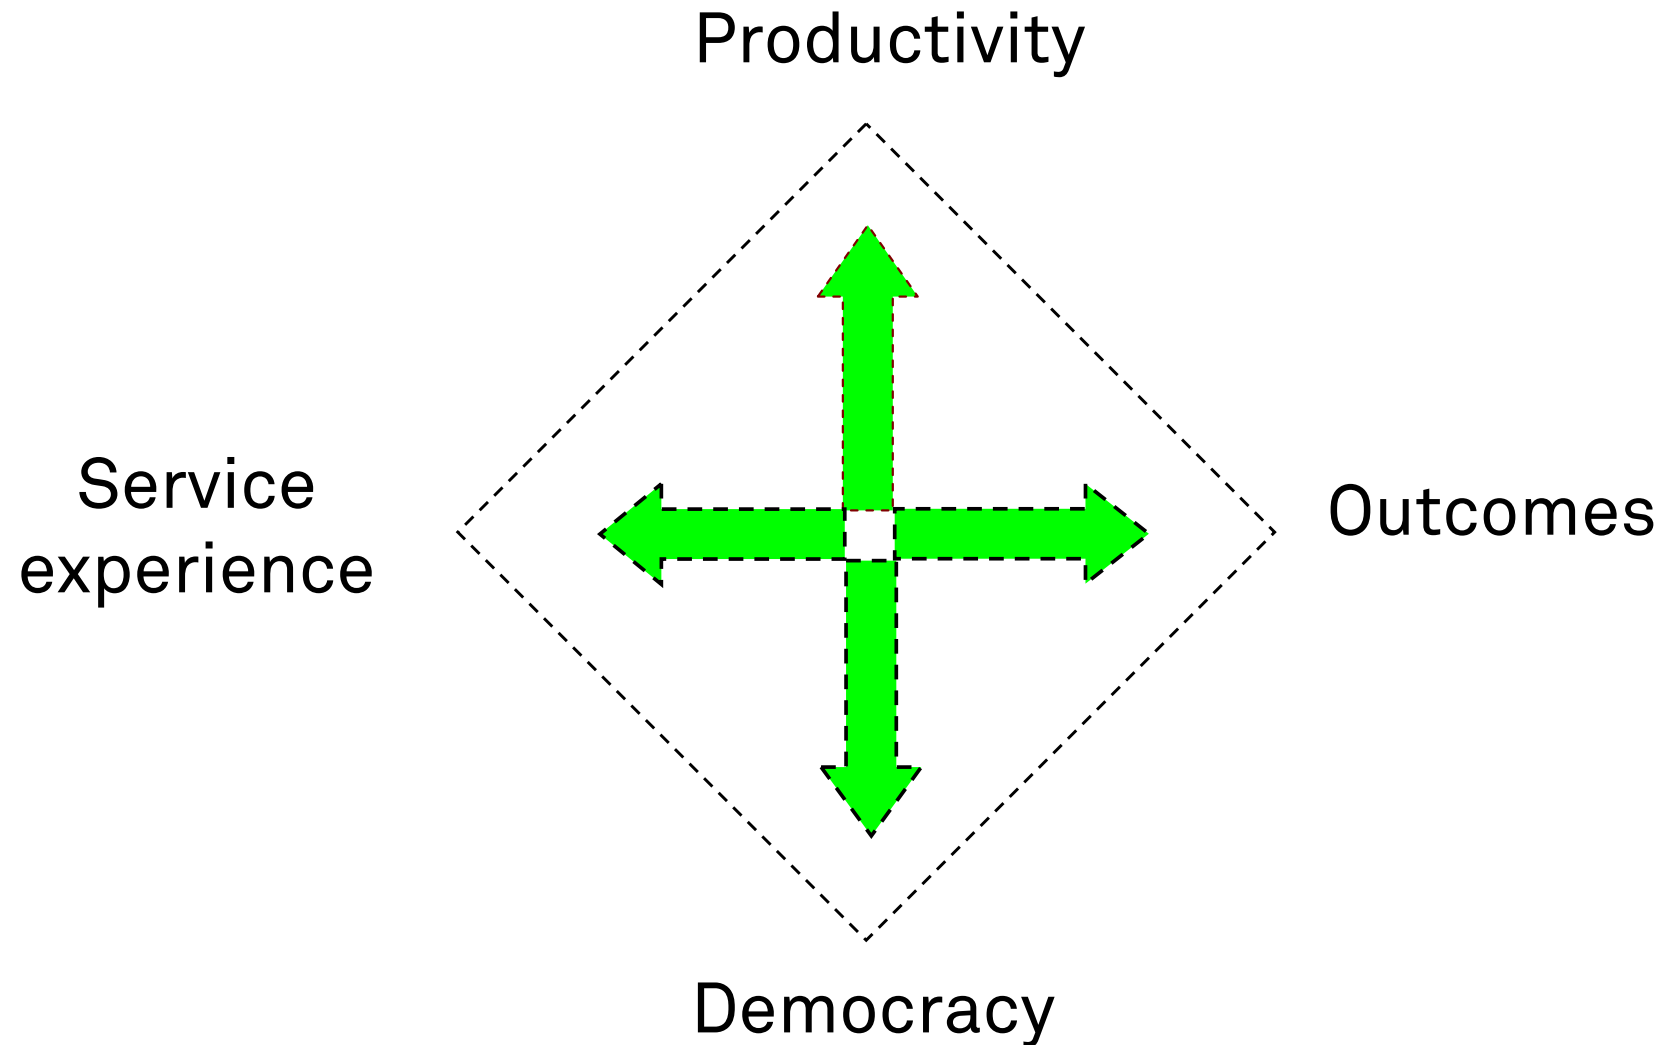 Productivity
Service
experience
Outcomes
Democracy